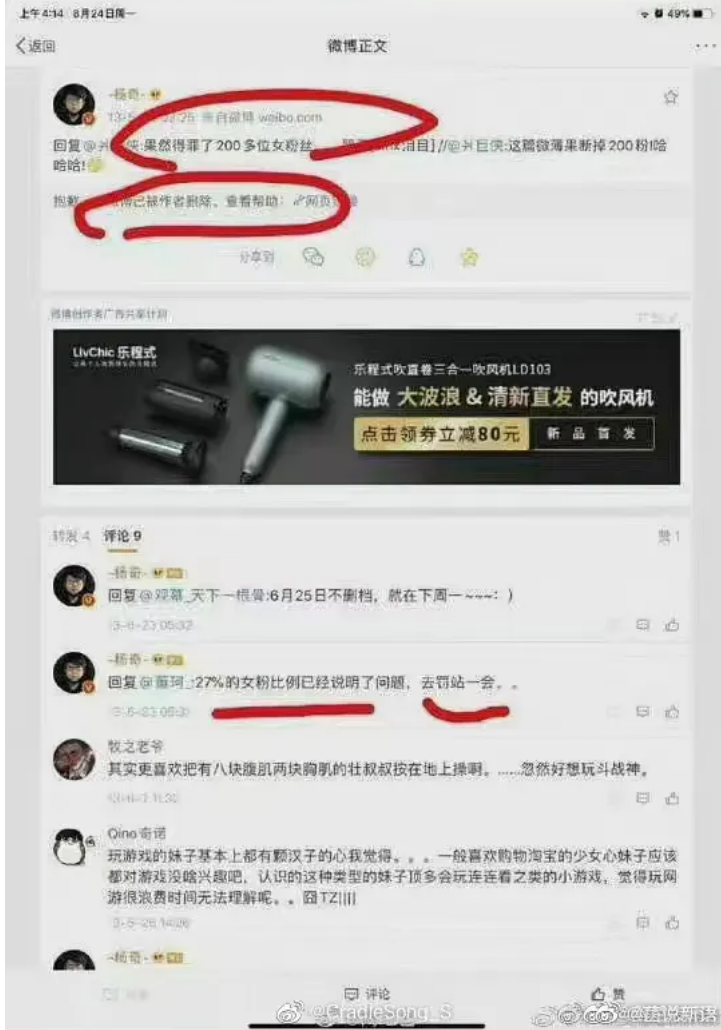 上午4:14 8月24日周一
49%
返回
微博正文
-杨奇-
weibo.com
回复@兴
侠:果然得罪了200多位女粉丝
//@兴巨侠:这篇微薄果断掉200粉!哈
哈哈!
抱歉
已被作者删除。查看帮助:
网页
分享到
微博创作者广告共享计划
LivChic 乐程式
乐程式吹直卷三合一吹风机LD103
能做 大波浪 & 清新直发 的吹风机
点击领券立减80元
新品首发
转发 4 评论 9
赞 1
-杨奇-
回复@观幕_天下一根骨:6月25日不删档,就在下周一~~~:)
13-6-23 05:32
-杨奇-
回复@董珂_:27%的女粉比例已经说明了问题,去罚站一会。。
牧之老爷
其实更喜欢把有八块腹肌两块胸肌的壮叔叔按在地上操啊。……忽然好想玩斗战神。
Qino奇诺
玩游戏的妹子基本上都有颗汉子的心我觉得。。。一般喜欢购物淘宝的少女心妹子应该
都对游戏没啥兴趣吧,认识的这种类型的妹子顶多会玩连连看之类的小游戏,觉得玩网
游很浪费时间无法理解呢。。囧TZ||||
-杨奇-
评论
赞
@CradleSong_S